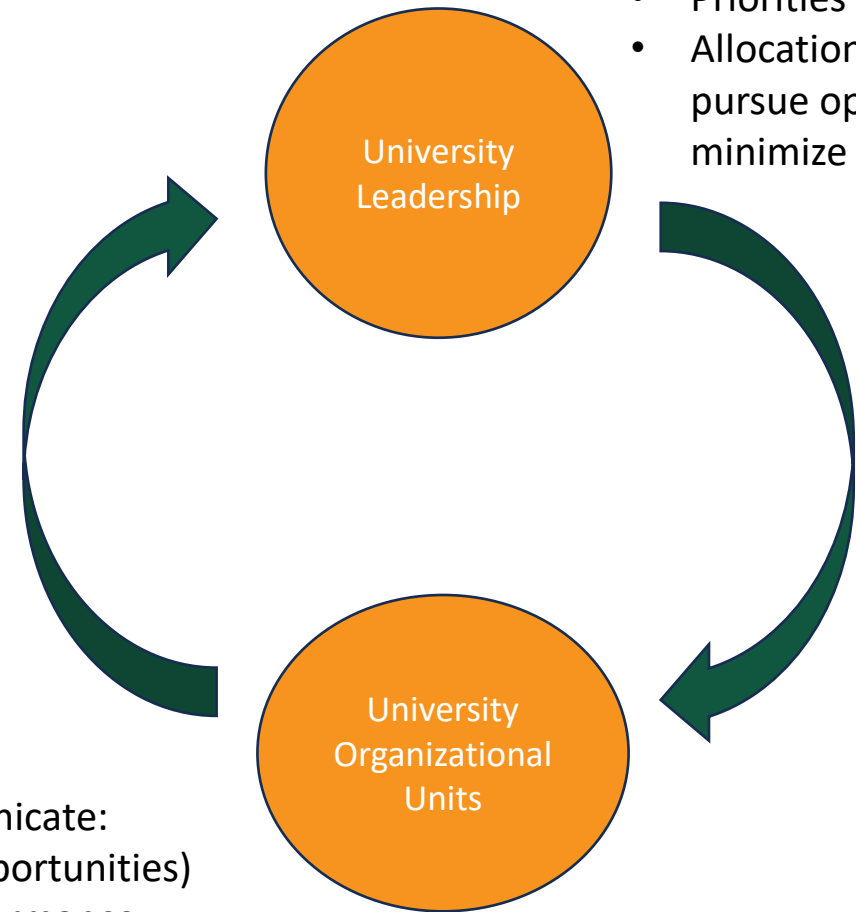 • Priorities
• Allocation
pursue op
minimize
University
Leadership
University
Organizational
Units
nicate:
portunities)